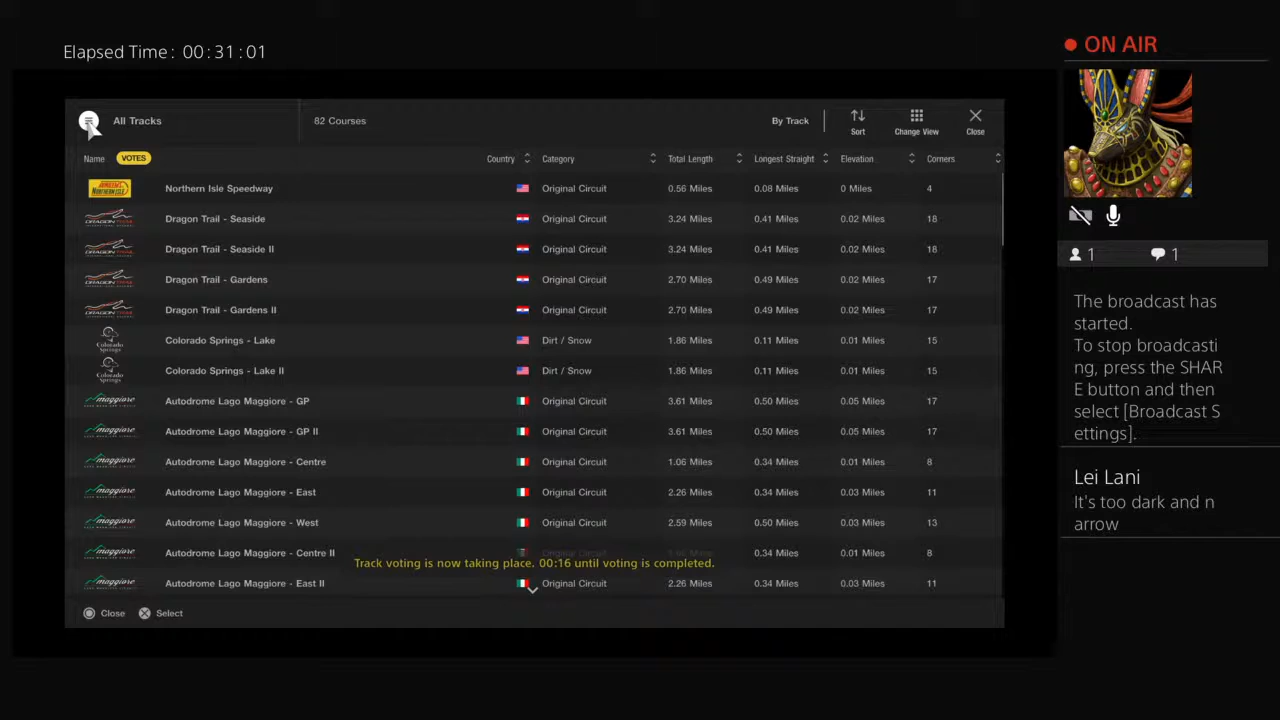 Elapsed Time: 00:31:01
ON AIR
All Tracks
82 Courses
By Track
Sort
Change View
Close
Name VOTES Country Category Total Length Longest Straight Elevation Corners
Northern Isle Speedway Original Circuit 0.56 Miles 0.08 Miles 0 Miles 4
Dragon Trail - Seaside Original Circuit 3.24 Miles 0.41 Miles 0.02 Miles 18
Dragon Trail - Seaside II Original Circuit 3.24 Miles 0.41 Miles 0.02 Miles 18
Dragon Trail - Gardens Original Circuit 2.70 Miles 0.49 Miles 0.02 Miles 17
Dragon Trail - Gardens II Original Circuit 2.70 Miles 0.49 Miles 0.02 Miles 17
Colorado Springs Colorado Springs - Lake Dirt / Snow 1.86 Miles 0.11 Miles 0.01 Miles 15
Colorado Springs Colorado Springs - Lake II Dirt / Snow 1.86 Miles 0.11 Miles 0.01 Miles 15
maggiore Autodrome Lago Maggiore - GP Original Circuit 3.61 Miles 0.50 Miles 0.05 Miles 17
maggiore Autodrome Lago Maggiore - GP II Original Circuit 3.61 Miles 0.50 Miles 0.05 Miles 17
maggiore Autodrome Lago Maggiore - Centre Original Circuit 1.06 Miles 0.34 Miles 0.01 Miles 8
maggiore Autodrome Lago Maggiore - East Original Circuit 2.26 Miles 0.34 Miles 0.03 Miles 11
maggiore Autodrome Lago Maggiore - West Original Circuit 2.59 Miles 0.50 Miles 0.03 Miles 13
maggiore Autodrome Lago Maggiore - Centre II Original Circuit 0.34 Miles 0.01 Miles 8
Track voting is now taking place. 00:16 until voting is completed.
maggiore Autodrome Lago Maggiore - East II Original Circuit 2.26 Miles 0.34 Miles 0.03 Miles 11
Close Select
1 1
The broadcast has
started.
To stop broadcasti
ng, press the SHAR
E button and then
select [Broadcast S
ettings].
Lei Lani
It's too dark and n
arrow